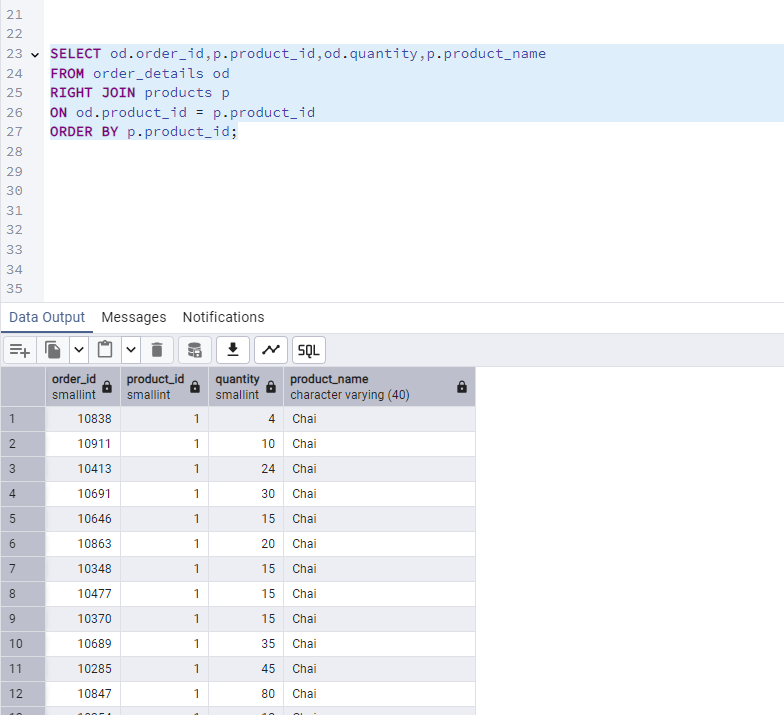 21
22
23 SELECT od.order_id,p.product_id,od.quantity,p.product_name
24 FROM order_details od
25 RIGHT JOIN products p
26 ON od.product_id = p.product_id
27 ORDER BY p.product_id;
28
29
30
31
32
33
34
35
Data Output Messages Notifications
SQL
order_id product_id quantity product_name
smallint smallint smallint character varying (40)
1 10838 1 4 Chai
2 10911 1 10 Chai
3 10413 1 24 Chai
4 10691 1 30 Chai
5 10646 1 15 Chai
6 10863 1 20 Chai
7 10348 1 15 Chai
8 10477 1 15 Chai
9 10370 1 15 Chai
10 10689 1 35 Chai
11 10285 1 45 Chai
12 10847 1 80 Chai